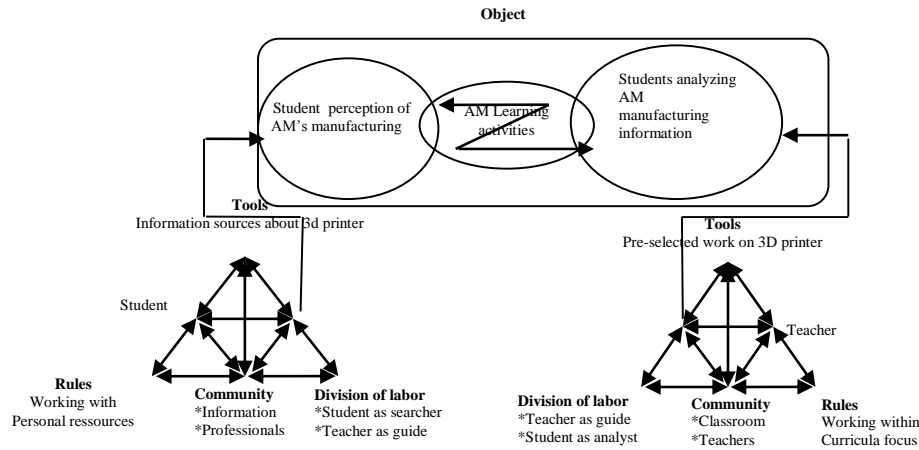 Object
Student perception of
AM's manufacturing
AM Learning
activities
Students analyzing
AM
manufacturing
information
Tools
Information sources about 3d printer
Tools
Pre-selected work on 3D printer
Student
Teacher
Rules
Working with
Personal ressources
Community
*Information
*Professionals
Division of labor
*Student as searcher
*Teacher as guide
Division of labor
*Teacher as guide
*Student as analyst
Community
*Classroom
*Teachers
Rules
Working within
Curricula focus